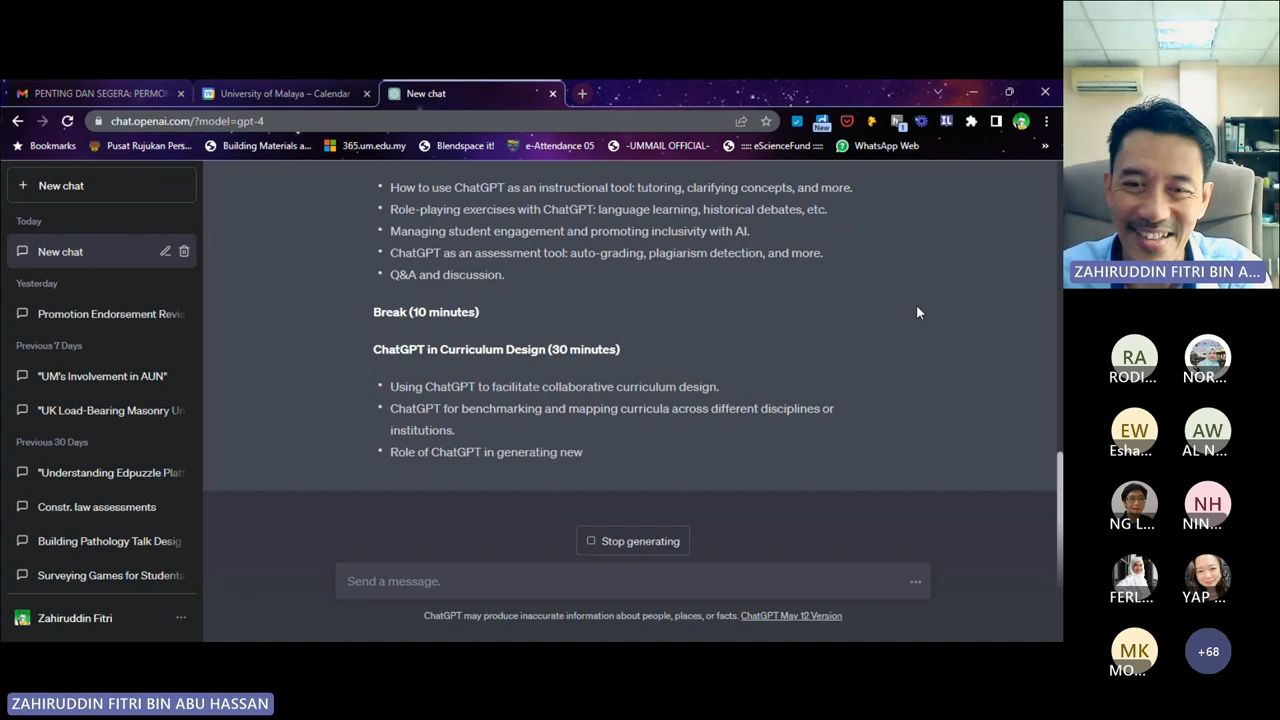 PENTING DAN SEGERA: PERMO
University of Malaya – Calendar
New chat
chat.openai.com/?model=gpt-4
New
1
IL
Bookmarks
Pusat Rujukan Pers...
Building Materials a...
365.um.edu.my
Blendspace it!
e-Attendance 05
-UMMAIL OFFICIAL-
::::: eScienceFund ::::
WhatsApp Web
»
+ New chat
Today
New chat
Yesterday
Promotion Endorsement Revis
Previous 7 Days
"UM's Involvement in AUN"
"UK Load-Bearing Masonry Un
Previous 30 Days
"Understanding Edpuzzle Platf
Constr. law assessments
Building Pathology Talk Desig
Surveying Games for Students
Zahiruddin Fitri
• How to use ChatGPT as an instructional tool: tutoring, clarifying concepts, and more.
• Role-playing exercises with ChatGPT: language learning, historical debates, etc.
• Managing student engagement and promoting inclusivity with AI.
• ChatGPT as an assessment tool: auto-grading, plagiarism detection, and more.
• Q&A and discussion.
Break (10 minutes)
ChatGPT in Curriculum Design (30 minutes)
• Using ChatGPT to facilitate collaborative curriculum design.
• ChatGPT for benchmarking and mapping curricula across different disciplines or
institutions.
• Role of ChatGPT in generating new
Stop generating
Send a message.
ChatGPT may produce inaccurate information about people, places, or facts. ChatGPT May 12 Version
ZAHIRUDDIN FITRI BIN A...
RA
RODI...
NOR...
EW
Esha...
AW
AL N...
NG L...
NH
NIN...
FERL...
YAP ...
MK
MO...
+68
ZAHIRUDDIN FITRI BIN ABU HASSAN